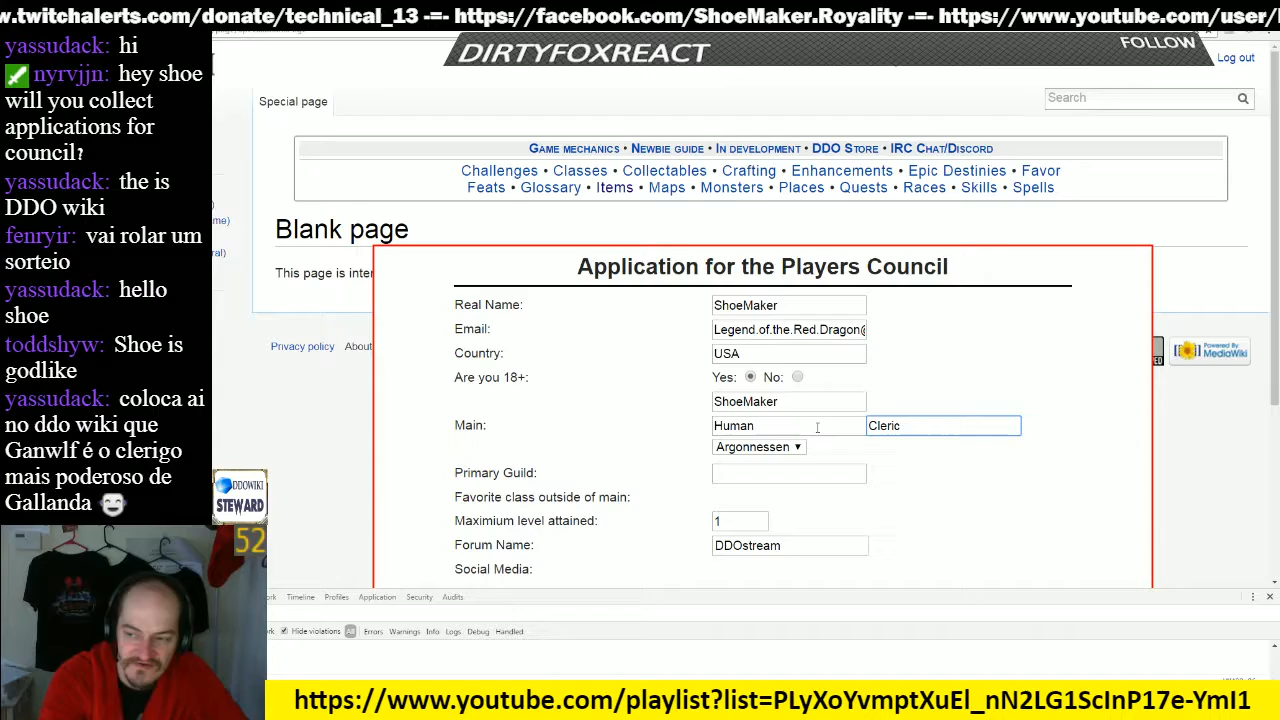 w.twitchalerts.com/donate/technical_13 -=- https://facebook.com/ShoeMaker.Royality -=- https://www.youtube.com/user/
yassudack: hi
nyrvjjn: hey shoe
will you collect
applications for
council?
yassudack: the is
DDO wiki
fenryir: vai rolar um
sorteio
yassudack: hello
shoe
toddshyw: Shoe is
godlike
yassudack: coloca ai
no ddo wiki que
Ganwlf é o clerigo
mais poderoso de
Gallanda
DDOWIKI
STEWARD
52
DIRTYFOXREACT
FOLLOW
Log out
Special page
Search
Game mechanics • Newbie guide • In development • DDO Store • IRC Chat/Discord
Challenges • Classes • Collectables • Crafting • Enhancements • Epic Destinies • Favor
Feats • Glossary • Items • Maps • Monsters • Places • Quests • Races • Skills • Spells
Blank page
This page is inter
Privacy policy About
Powered By
MediaWiki
Application for the Players Council
Real Name: ShoeMaker
Email: Legend.of.the.Red.Dragon@
Country: USA
Are you 18+: Yes: No:
ShoeMaker
Main: Human Cleric
Argonnessen ▼
Primary Guild:
Favorite class outside of main:
Maximium level attained: 1
Forum Name: DDOstream
Social Media:
ork Timeline Profiles Application Security Audits
Hide violations All Errors Warnings Info Logs Debug Handled
https://www.youtube.com/playlist?list=PLyXoYvmptXuEl_nN2LG1ScInP17e-YmI1